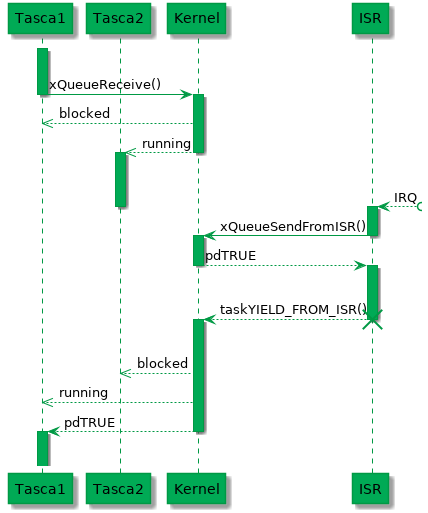 Tasca1 Tasca2 Kernel ISR
xQueueReceive()
blocked
running
IRQ
xQueueSendFromISR()
pdTRUE
taskYIELD_FROM_ISR()
blocked
running
pdTRUE
Tasca1 Tasca2 Kernel ISR